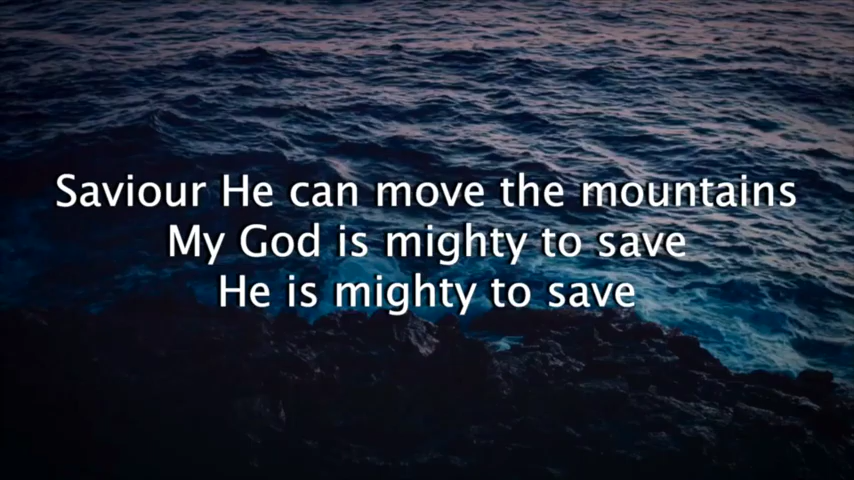 Saviour He can move the mountains
My God is mighty to save
He is mighty to save